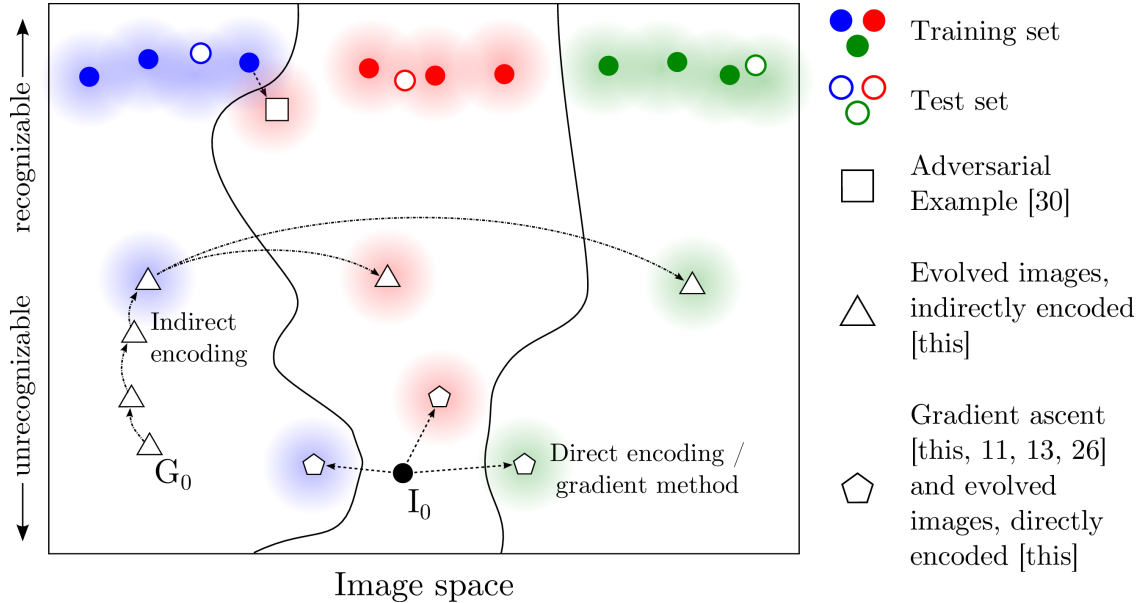 recognizable
unrecognizable
Indirect
encoding
G0
I0
Direct encoding /
gradient method
Image space
Training set
Test set
Adversarial
Example [30]
Evolved images,
indirectly encoded
[this]
Gradient ascent
[this, 11, 13, 26]
and evolved
images, directly
encoded [this]